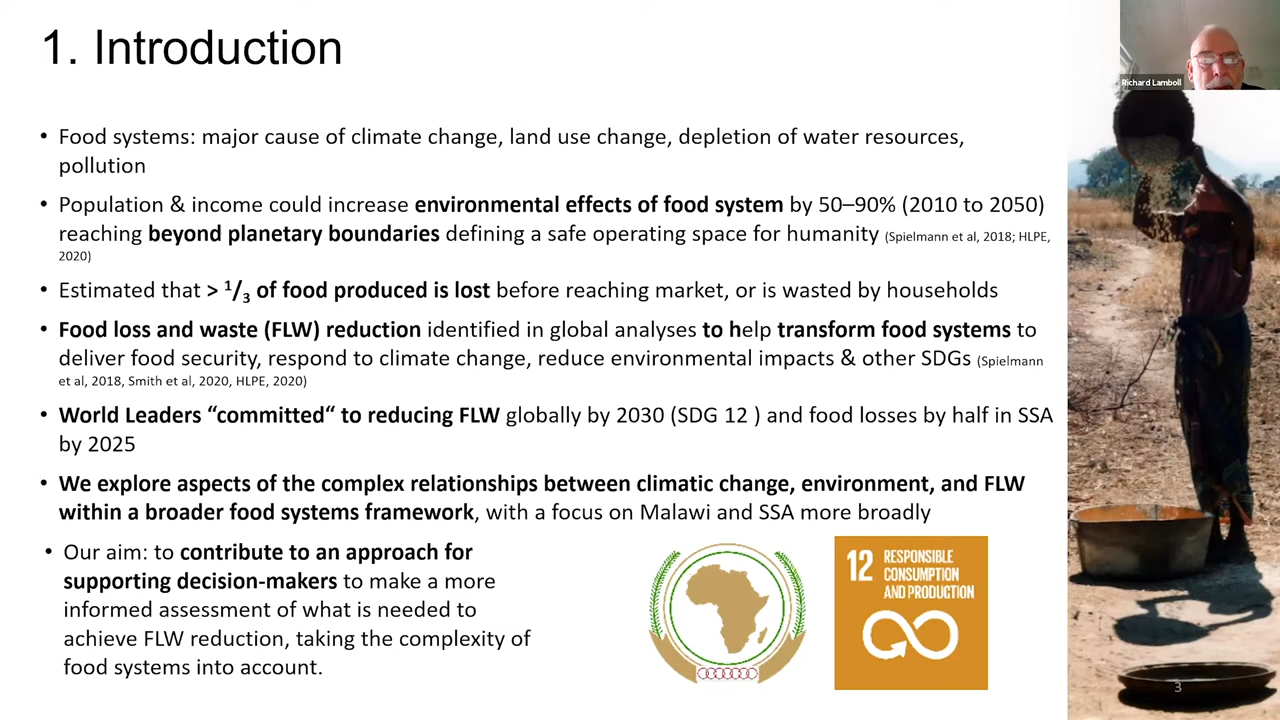 1. Introduction
Richard Lamboll
• Food systems: major cause of climate change, land use change, depletion of water resources,
pollution
• Population & income could increase environmental effects of food system by 50–90% (2010 to 2050)
reaching beyond planetary boundaries defining a safe operating space for humanity (Spielmann et al, 2018; HLPE,
2020)
• Estimated that > 1/3 of food produced is lost before reaching market, or is wasted by households
• Food loss and waste (FLW) reduction identified in global analyses to help transform food systems to
deliver food security, respond to climate change, reduce environmental impacts & other SDGs (Spielmann
et al, 2018, Smith et al, 2020, HLPE, 2020)
• World Leaders “committed“ to reducing FLW globally by 2030 (SDG 12 ) and food losses by half in SSA
by 2025
• We explore aspects of the complex relationships between climatic change, environment, and FLW
within a broader food systems framework, with a focus on Malawi and SSA more broadly
• Our aim: to contribute to an approach for
supporting decision-makers to make a more
informed assessment of what is needed to
achieve FLW reduction, taking the complexity of
food systems into account.
12 RESPONSIBLE
CONSUMPTION
AND PRODUCTION
3